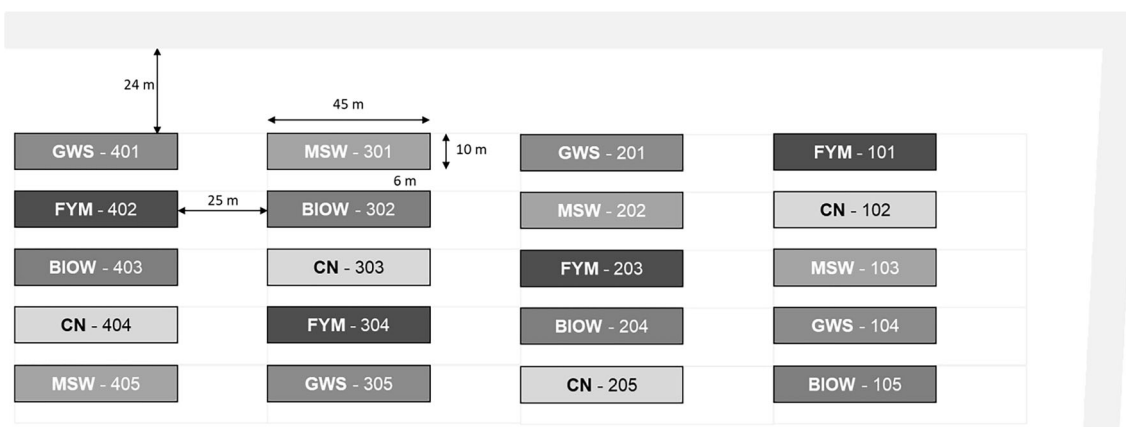 24 m
45 m
GWS - 401
MSW - 301
10 m
GWS - 201
FYM - 101
6 m
FYM - 402
25 m
BIOW - 302
MSW - 202
CN - 102
BIOW - 403
CN - 303
FYM - 203
MSW - 103
CN - 404
FYM - 304
BIOW - 204
GWS - 104
MSW - 405
GWS - 305
CN - 205
BIOW - 105